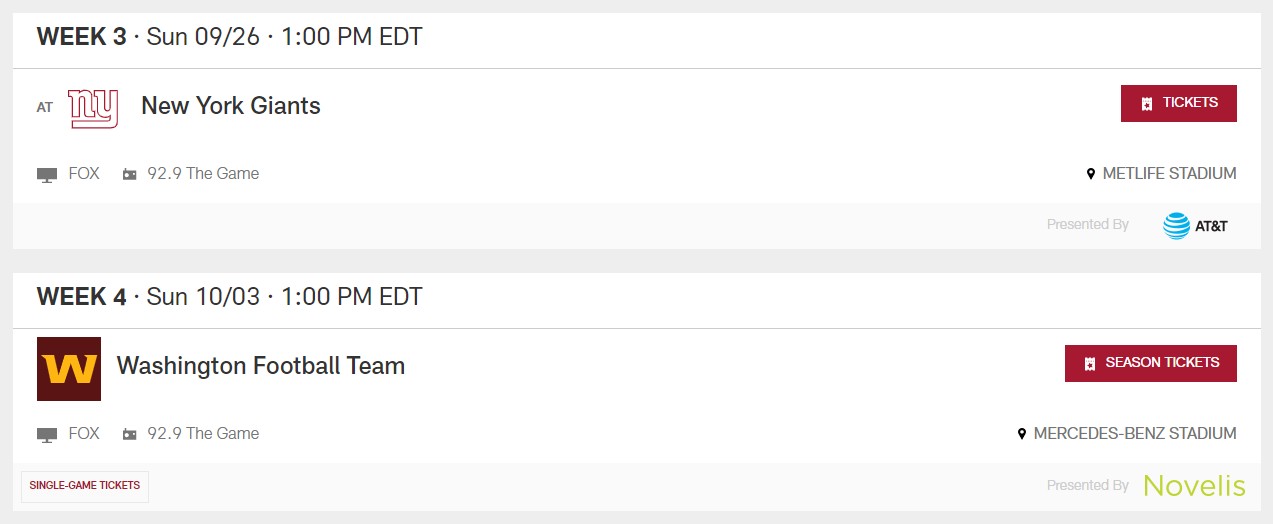 WEEK 3 · Sun 09/26 · 1:00 PM EDT
AT ny New York Giants TICKETS
FOX 92.9 The Game METLIFE STADIUM
Presented By AT&T
WEEK 4 · Sun 10/03 · 1:00 PM EDT
W Washington Football Team SEASON TICKETS
FOX 92.9 The Game MERCEDES-BENZ STADIUM
SINGLE-GAME TICKETS Presented By Novelis